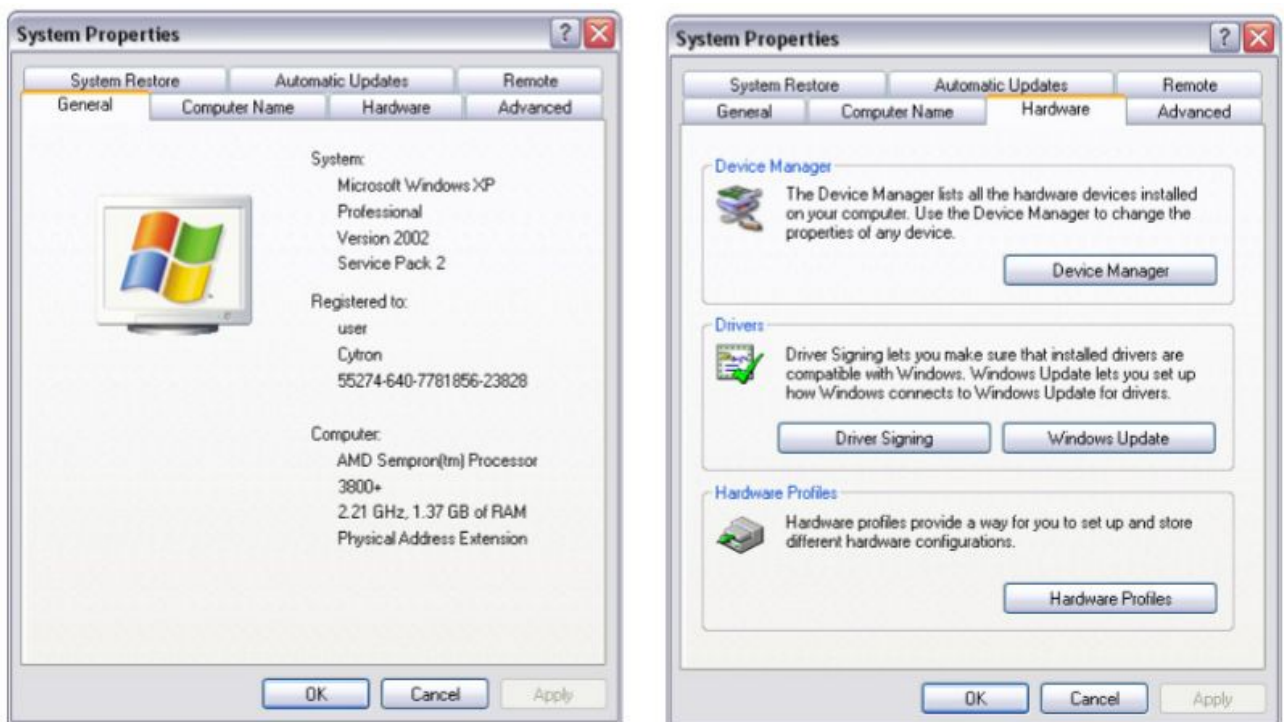 System Properties
System Restore Automatic Updates Remote
General Computer Name Hardware Advanced
System:
Microsoft Windows XP
Professional
Version 2002
Service Pack 2
Registered to:
user
Cytron
55274-640-7781856-23828
Computer:
AMD Sempron(tm) Processor
3800+
2.21 GHz, 1.37 GB of RAM
Physical Address Extension
OK Cancel Apply
System Properties
System Restore Automatic Updates Remote
General Computer Name Hardware Advanced
Device Manager
The Device Manager lists all the hardware devices installed
on your computer. Use the Device Manager to change the
properties of any device.
Device Manager
Drivers
Driver Signing lets you make sure that installed drivers are
compatible with Windows. Windows Update lets you set up
how Windows connects to Windows Update for drivers.
Driver Signing Windows Update
Hardware Profiles
Hardware profiles provide a way for you to set up and store
different hardware configurations.
Hardware Profiles
OK Cancel Apply